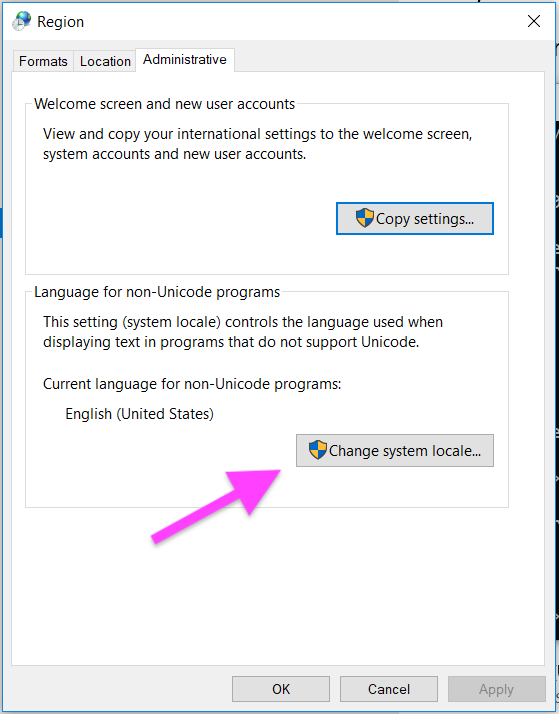 Region
Formats
Location
Administrative
Welcome screen and new user accounts
View and copy your international settings to the welcome screen,
system accounts and new user accounts.
Copy settings...
Language for non-Unicode programs
This setting (system locale) controls the language used when
displaying text in programs that do not support Unicode.
Current language for non-Unicode programs:
English (United States)
Change system locale...
OK
Cancel
Apply